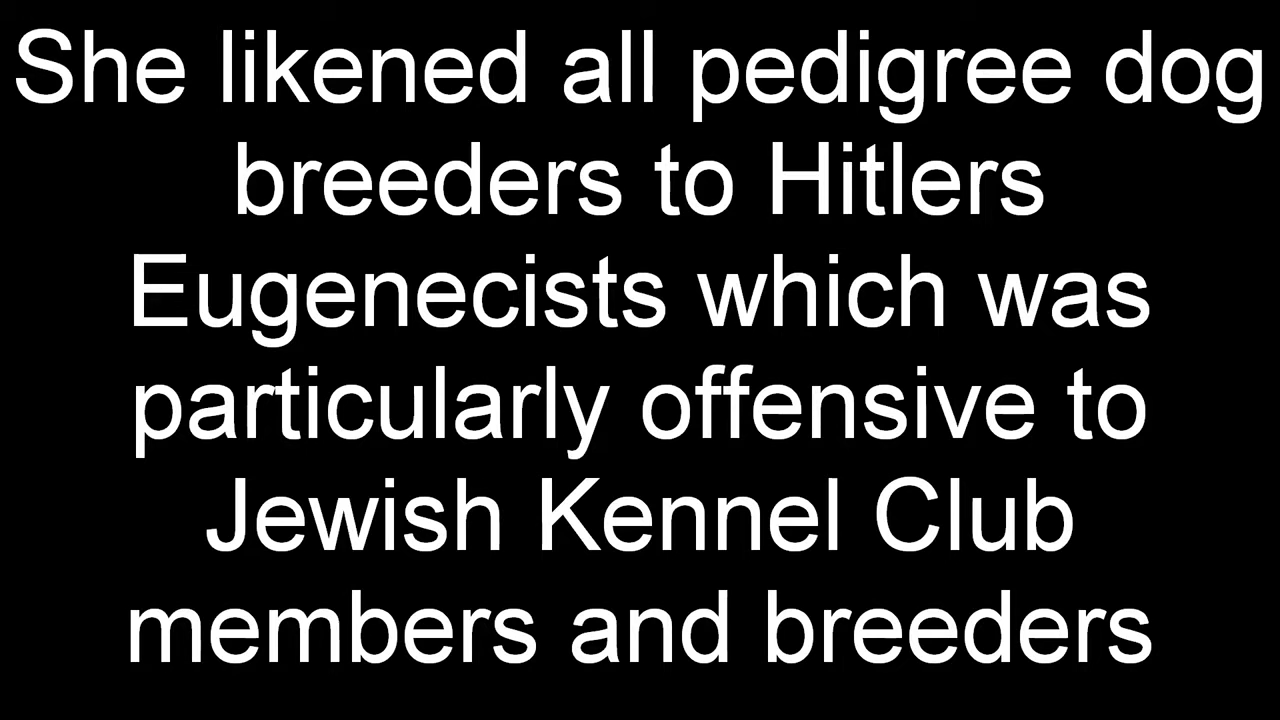 She likened all pedigree dog
breeders to Hitlers
Eugenecists which was
particularly offensive to
Jewish Kennel Club
members and breeders